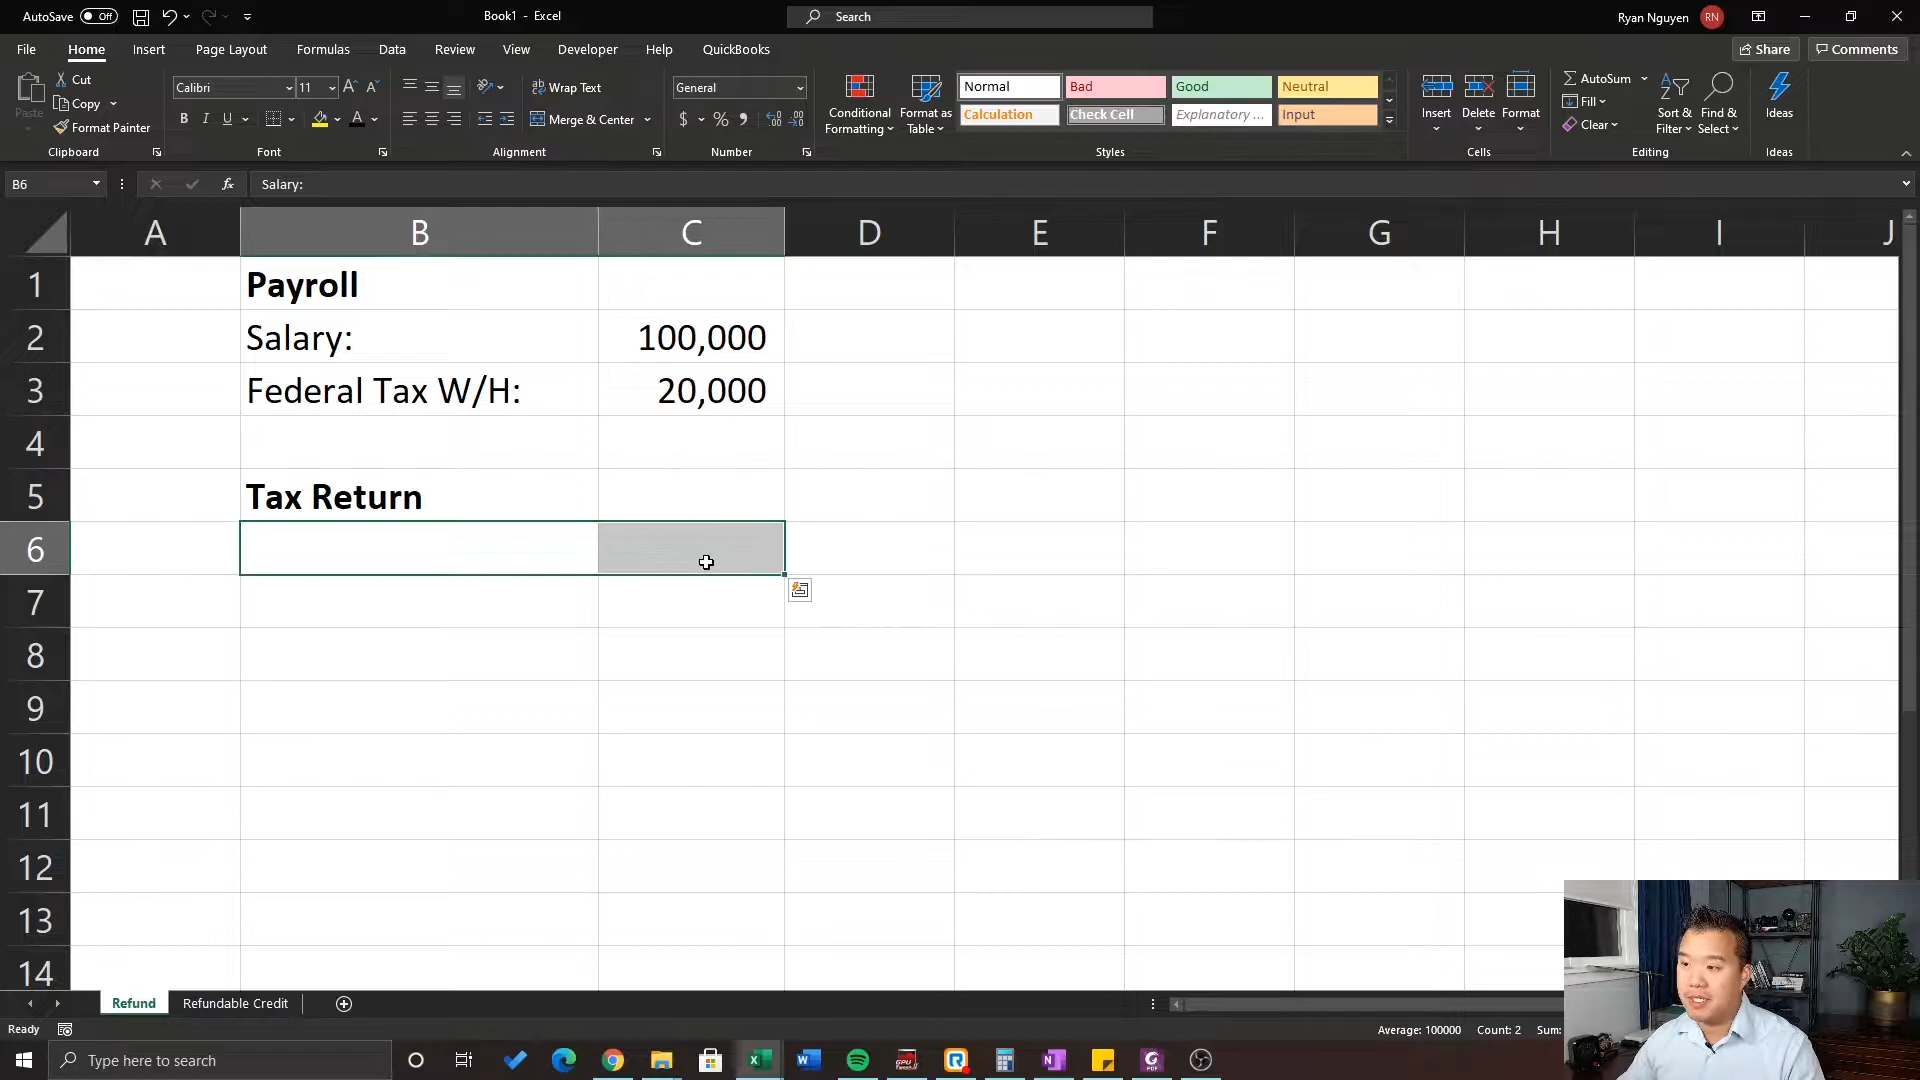 AutoSave Off Book1 - Excel Search Ryan Nguyen RN
File Home Insert Page Layout Formulas Data Review View Developer Help QuickBooks Share Comments
Cut
Copy
Format Painter
Paste
Clipboard
Calibri 11
Font
Wrap Text
Merge & Center
Alignment
General
Number
Conditional
Formatting
Format as
Table
Normal Bad Good Neutral
Calculation Check Cell Explanatory ... Input
Styles
Insert Delete Format
Cells
AutoSum
Fill
Clear
Sort &
Filter
Find &
Select
Editing
Ideas
Ideas
B6 fx Salary:
A B C D E F G H I J
1 Payroll
2 Salary: 100,000
3 Federal Tax W/H: 20,000
4
5 Tax Return
6
7
8
9
10
11
12
13
14
Refund Refundable Credit
Ready Average: 100000 Count: 2 Sum:
Type here to search